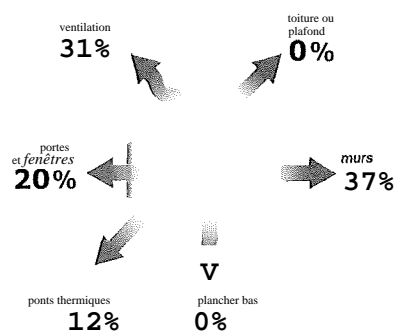 ventilation
31%
toiture ou
plafond
0%
portes
et fenêtres
20%
murs
37%
V
ponts thermiques
12%
plancher bas
0%